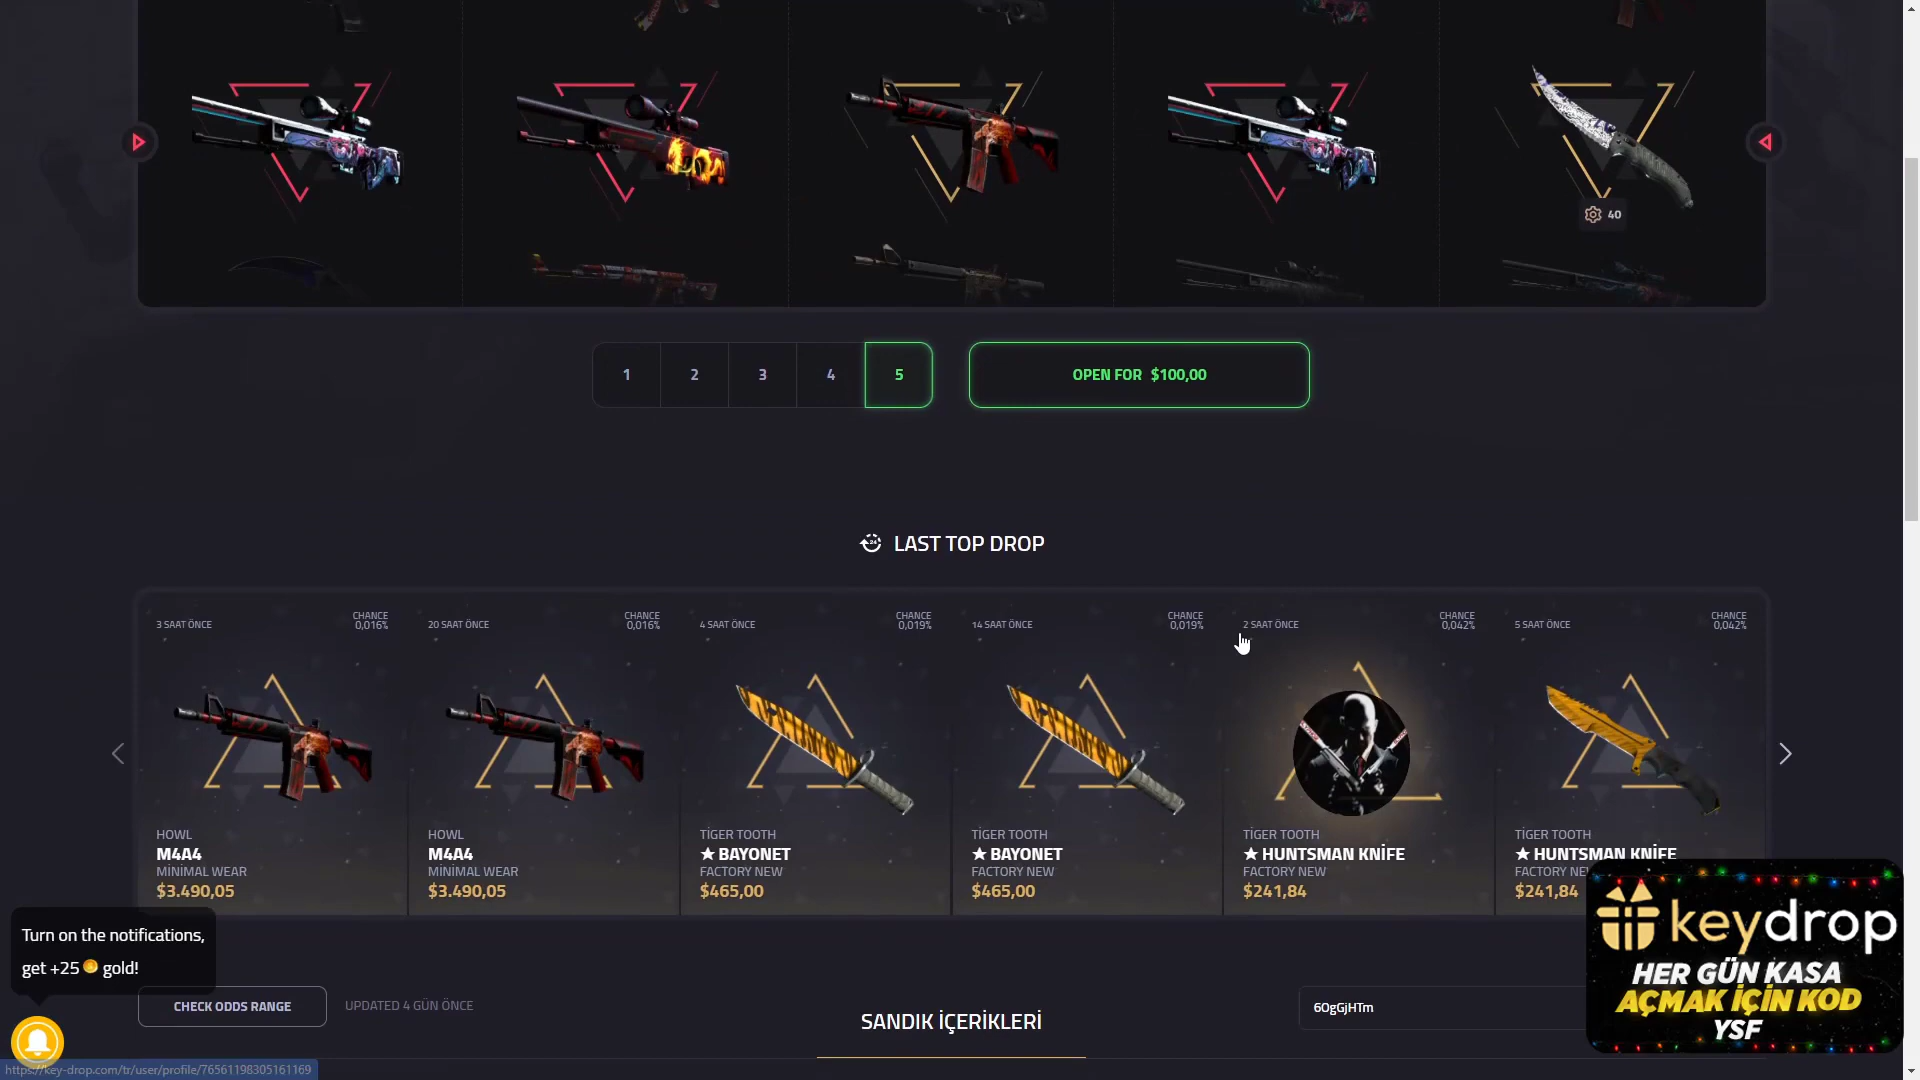 40
1 2 3 4 5 OPEN FOR $100,00
LAST TOP DROP
3 SAAT ÖNCE CHANCE 0,016%
HOWL
M4A4
MİNİMAL WEAR
$3.490,05
20 SAAT ÖNCE CHANCE 0,016%
HOWL
M4A4
MİNİMAL WEAR
$3.490,05
4 SAAT ÖNCE CHANCE 0,019%
TİGER TOOTH
★ BAYONET
FACTORY NEW
$465,00
14 SAAT ÖNCE CHANCE 0,019%
TİGER TOOTH
★ BAYONET
FACTORY NEW
$465,00
2 SAAT ÖNCE CHANCE 0,042%
TİGER TOOTH
★ HUNTSMAN KNİFE
FACTORY NEW
$241,84
5 SAAT ÖNCE CHANCE 0,042%
TİGER TOOTH
★ HUNTSMAN KNİFE
FACTORY NEW
$241,84
Turn on the notifications,
get +25 gold!
CHECK ODDS RANGE
UPDATED 4 GÜN ÖNCE
SANDIK İÇERİKLERİ
6OgGjHTm
keydrop
HER GÜN KASA
AÇMAK İÇİN KOD
YSF
https://key-drop.com/tr/user/profile/76561198305161169